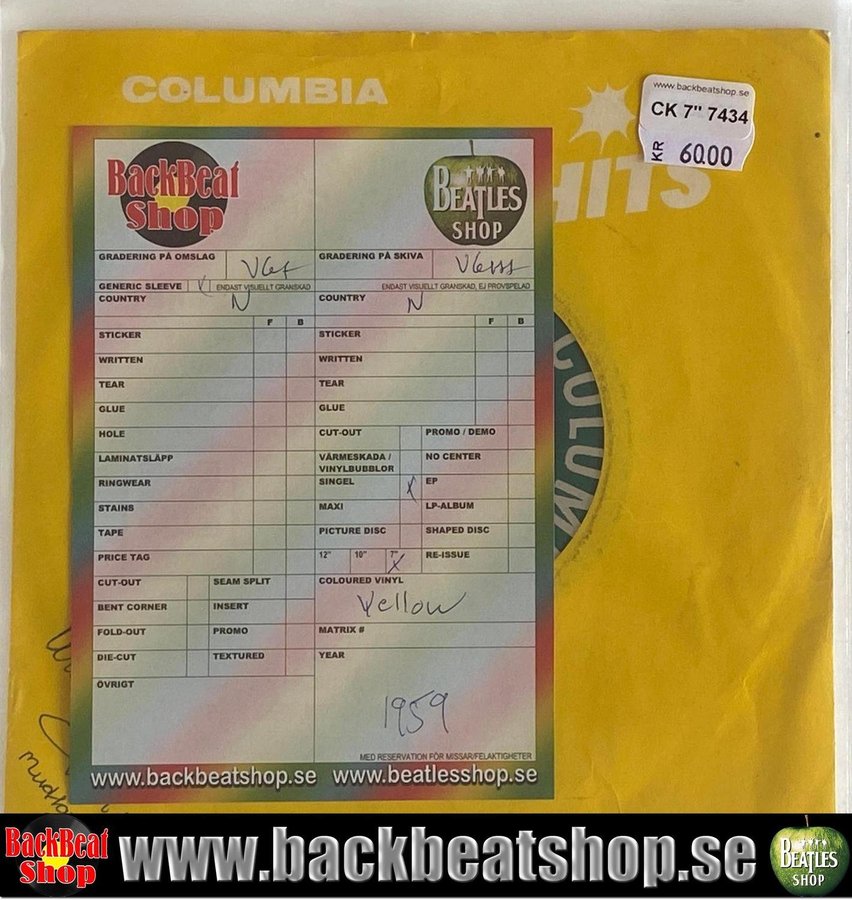 COLUMBIA
HITS
www.backbeatshop.se
CK 7" 7434
KR 6000
BackBeat
Shop
BEATLES
SHOP
GRADERING PÅ OMSLAG
VG+
GRADERING PÅ SKIVA
GENERIC SLEEVE
X
ENDAST VISUELLT GRANSKAD
ENDAST VISUELLT GRANSKAD, EJ PROVSPELAD
COUNTRY
N
COUNTRY
N
F B
F B
STICKER
STICKER
WRITTEN
WRITTEN
TEAR
TEAR
GLUE
GLUE
HOLE
CUT-OUT
PROMO / DEMO
LAMINATSLÄPP
VÄRMESKADA /
VINYLBUBBLOR
NO CENTER
RINGWEAR
SINGEL
X
EP
STAINS
MAXI
LP-ALBUM
TAPE
PICTURE DISC
SHAPED DISC
PRICE TAG
12"
10"
7"
X
RE-ISSUE
CUT-OUT
SEAM SPLIT
COLOURED VINYL
BENT CORNER
INSERT
Yellow
FOLD-OUT
PROMO
MATRIX #
DIE-CUT
TEXTURED
YEAR
ÖVRIGT
1959
MED RESERVATION FÖR MISSAR/FELAKTIGHETER
www.backbeatshop.se www.beatlesshop.se
COLUM
BackBeat
Shop
www.backbeatshop.se
BEATLES
SHOP